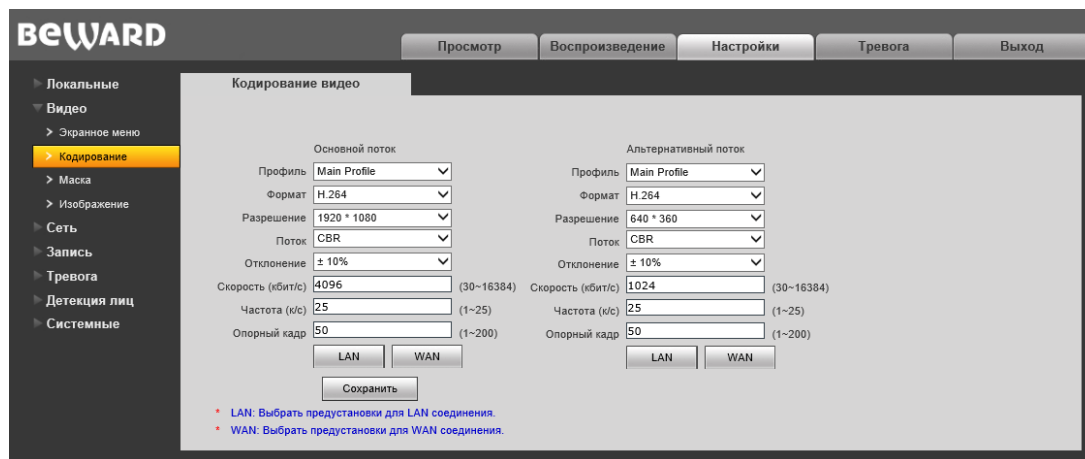 BEWARD
Просмотр Воспроизведение Настройки Тревога Выход
Локальные
Видео
> Экранное меню
> Кодирование
> Маска
> Изображение
Сеть
Запись
Тревога
Детекция лиц
Системные
Кодирование видео
Основной поток Альтернативный поток
Профиль Main Profile Профиль Main Profile
Формат H.264 Формат H.264
Разрешение 1920 * 1080 Разрешение 640 * 360
Поток CBR Поток CBR
Отклонение ± 10% Отклонение ± 10%
Скорость (кбит/с) 4096 (30~16384) Скорость (кбит/с) 1024 (30~16384)
Частота (к/с) 25 (1~25) Частота (к/с) 25 (1~25)
Опорный кадр 50 (1~200) Опорный кадр 50 (1~200)
LAN WAN LAN WAN
Сохранить
* LAN: Выбрать предустановки для LAN соединения.
* WAN: Выбрать предустановки для WAN соединения.